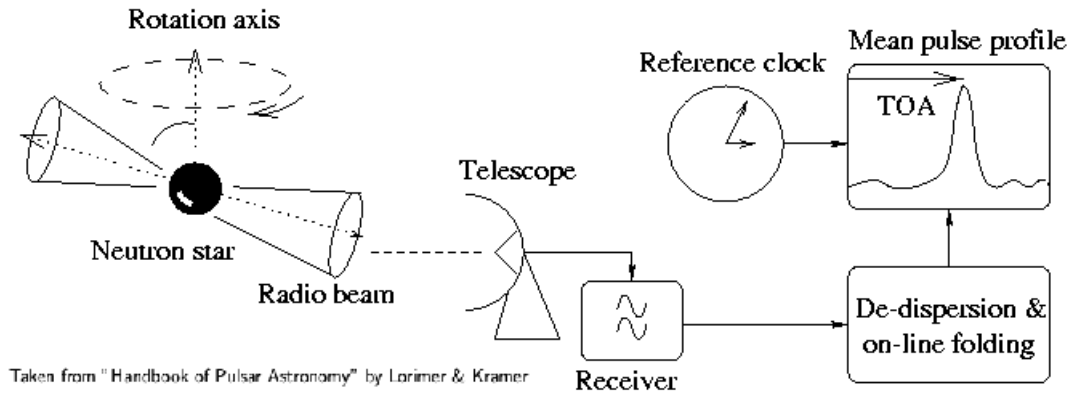 Rotation axis
Mean pulse profile
Reference clock
TOA
Telescope
Neutron star
Radio beam
De-dispersion &
on-line folding
Receiver
Taken from "Handbook of Pulsar Astronomy" by Lorimer & Kramer